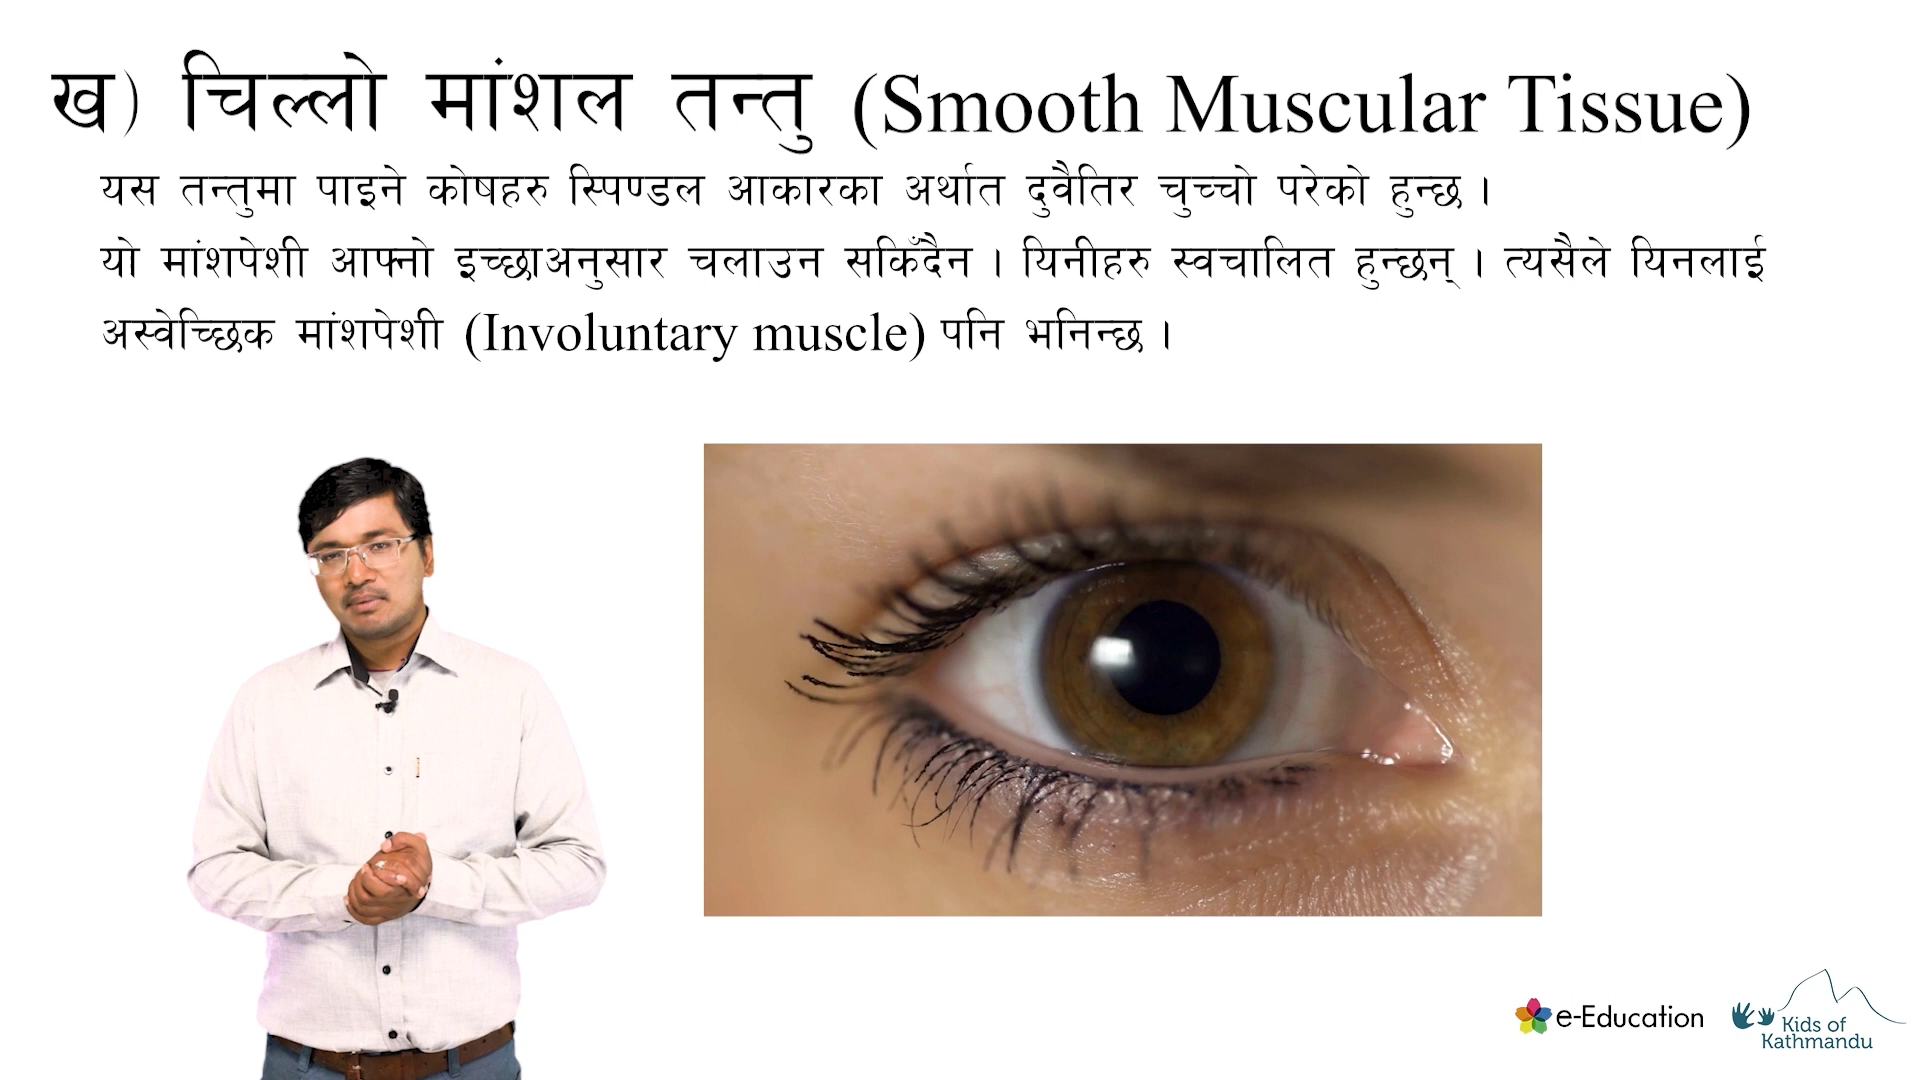 ख) चिल्लो मांशल तन्तु (Smooth Muscular Tissue)
यस तन्तुमा पाइने कोषहरु स्पिण्डल आकारका अर्थात दुवैतिर चुच्चो परेको हुन्छ ।
यो मांशपेशी आफ्नो इच्छाअनुसार चलाउन सकिँदैन । यिनीहरु स्वचालित हुन्छन् । त्यसैले यिनलाई
अस्वेच्छिक मांशपेशी (Involuntary muscle) पनि भनिन्छ ।
e-Education
Kids of
Kathmandu